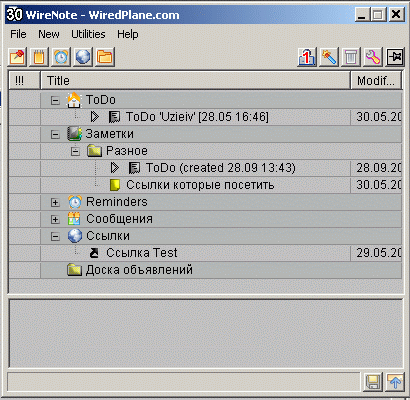 30 WireNote - WiredPlane.com
File New Utilities Help
!!! Title Modif...
ToDo
ToDo 'Uzieiv' [28.05 16:46] 30.05.20
Заметки
Разное
ToDo (created 28.09 13:43) 28.09.20
Ссылки которые посетить 30.05.20
Reminders
Сообщения
Ссылки
Ссылка Test 29.05.20
Доска объявлений